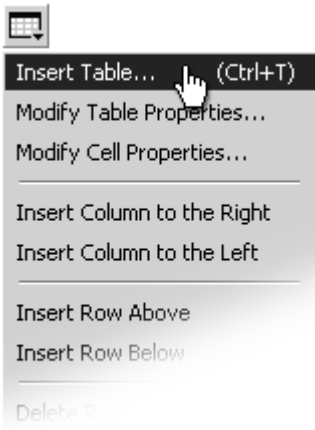 Insert Table... (Ctrl+T)
Modify Table Properties...
Modify Cell Properties...
Insert Column to the Right
Insert Column to the Left
Insert Row Above
Insert Row Below
Delete